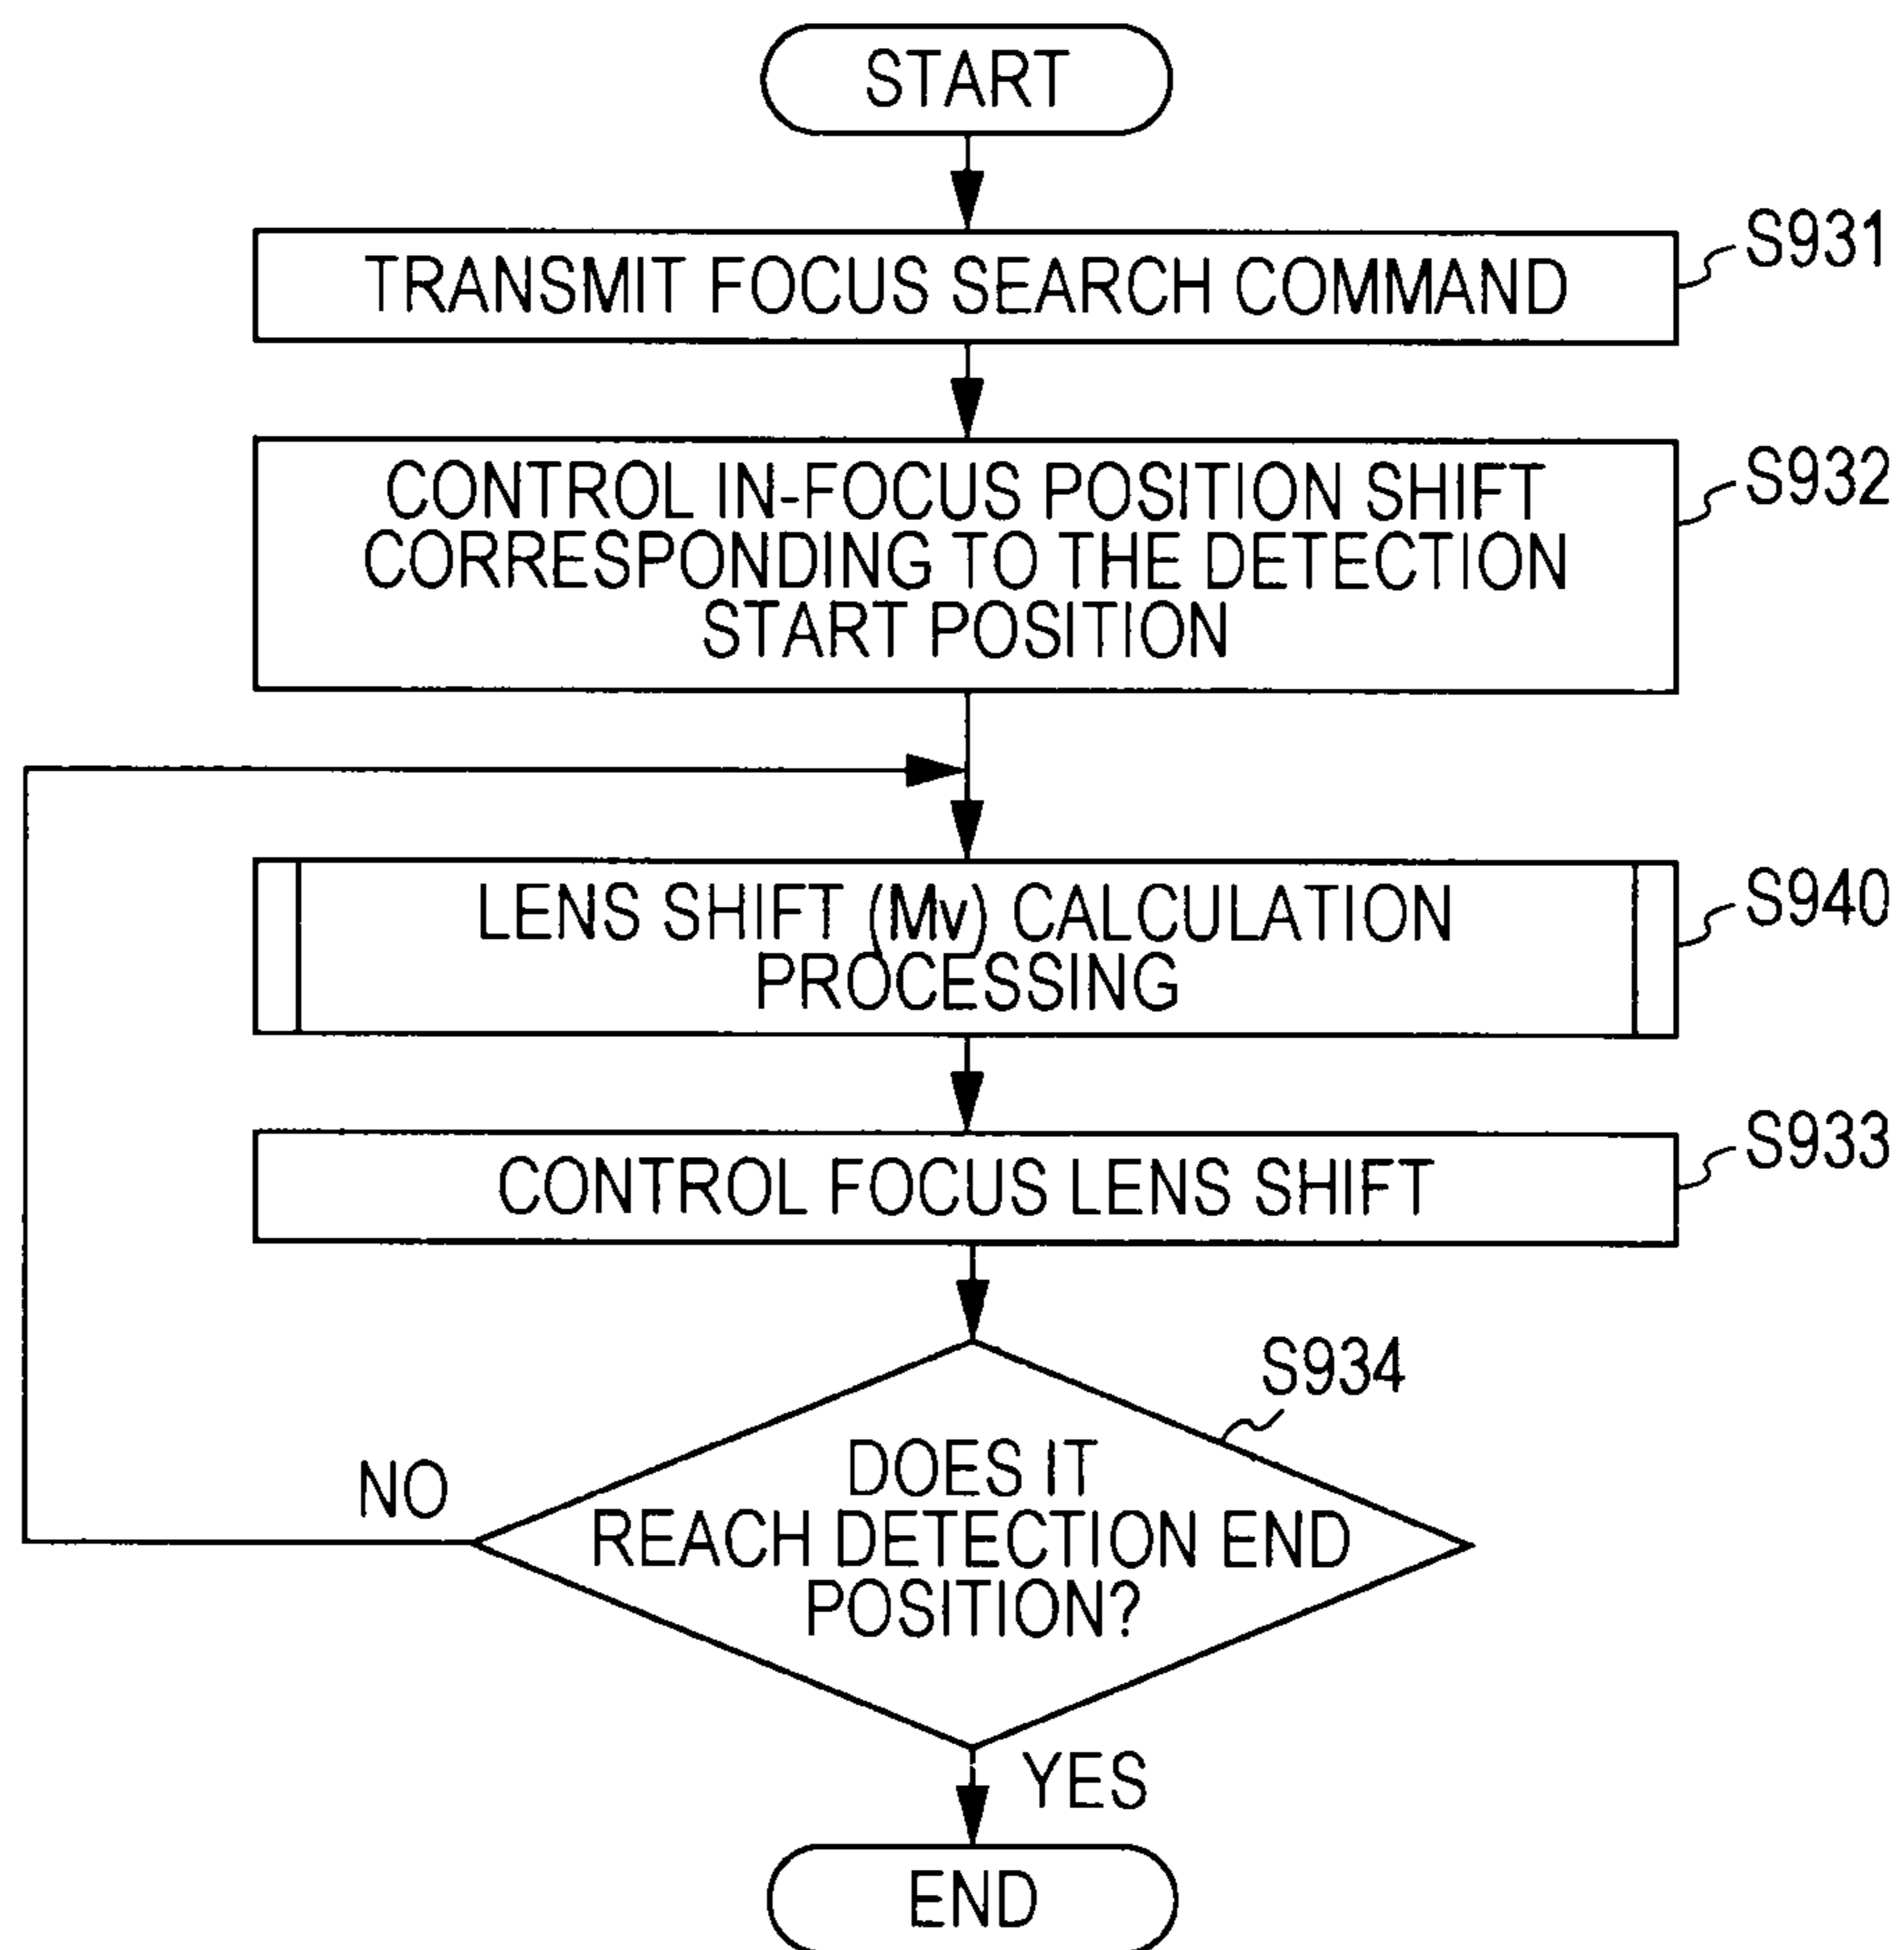 START
TRANSMIT FOCUS SEARCH COMMAND
S931
CONTROL IN-FOCUS POSITION SHIFT
CORRESPONDING TO THE DETECTION
START POSITION
S932
LENS SHIFT (Mv) CALCULATION
PROCESSING
S940
CONTROL FOCUS LENS SHIFT
S933
S934
DOES IT
REACH DETECTION END
POSITION?
NO
YES
END